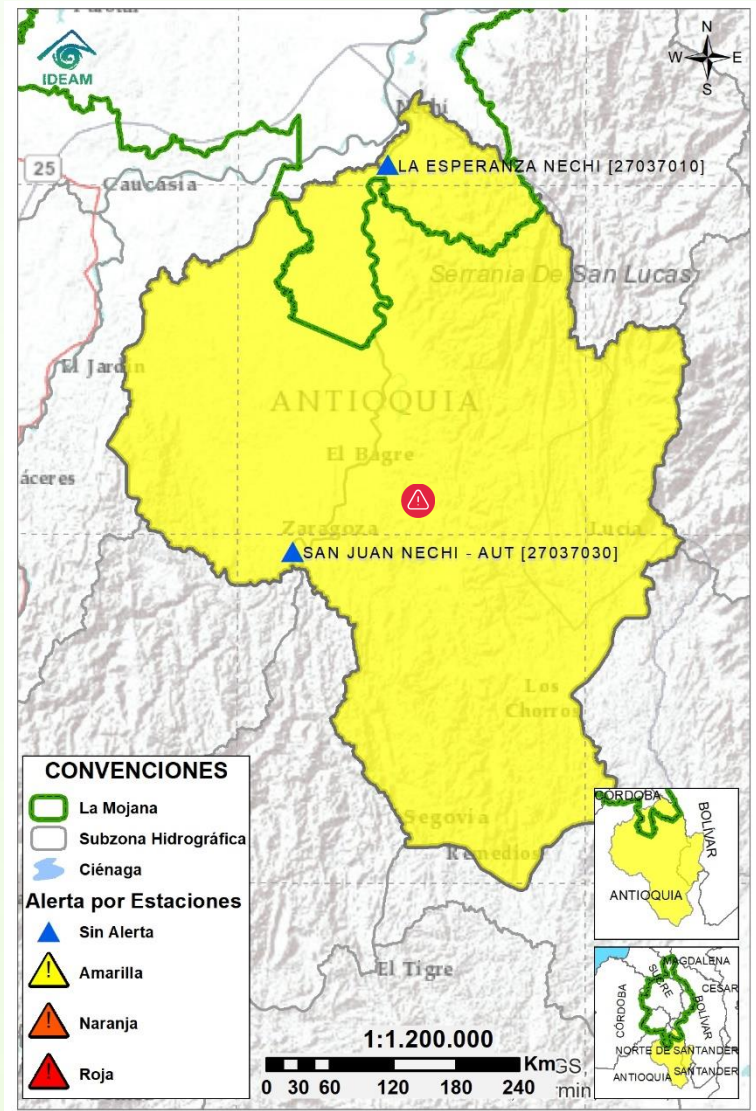 IDEAM
N
W E
S
Nechí
LA ESPERANZA NECHI [27037010]
25
Caucasia
Serranía De San Lucas
El Jardín
ANTIOQUIA
El Bagre
áceres
Zaragoza
Lucía
SAN JUAN NECHI - AUT [27037030]
Los
Chorros
Segovia
Remedios
El Tigre
CONVENCIONES
La Mojana
Subzona Hidrográfica
Ciénaga
Alerta por Estaciones
Sin Alerta
Amarilla
Naranja
Roja
1:1.200.000
Km
GS,
min
0 30 60 120 180 240
CÓRDOBA
BOLÍVAR
ANTIOQUIA
MAGDALENA
SUCRE
CESAR
CÓRDOBA
BOLÍVAR
NORTE DE SANTANDER
SANTANDER
ANTIOQUIA